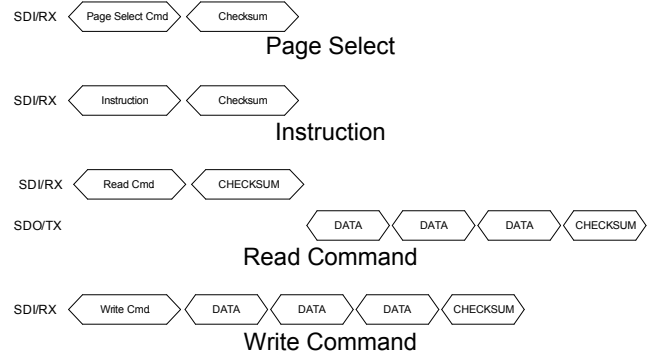 SDI/RX Page Select Cmd Checksum
Page Select
SDI/RX Instruction Checksum
Instruction
SDI/RX Read Cmd CHECKSUM
SDO/TX DATA DATA DATA CHECKSUM
Read Command
SDI/RX Write Cmd DATA DATA DATA CHECKSUM
Write Command